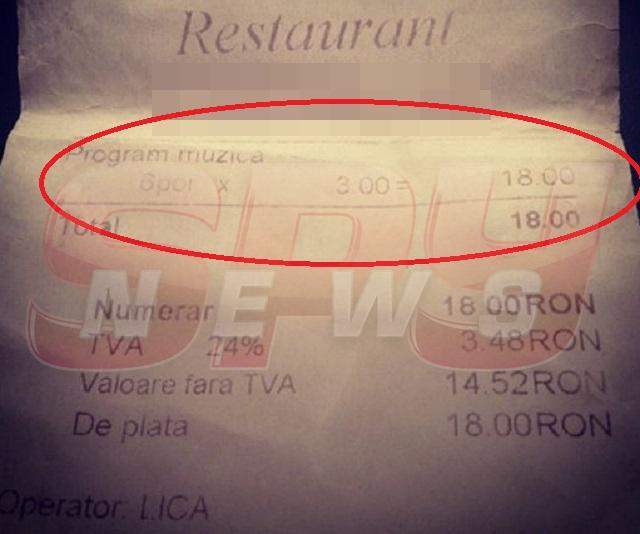 Restaurant
Program muzica
6por x 3.00= 18.00
Total 18.00
SPY
NEWS
Numerar 18.00RON
TVA 24% 3.48RON
Valoare fara TVA 14.52RON
De plata 18.00RON
Operator: LICA